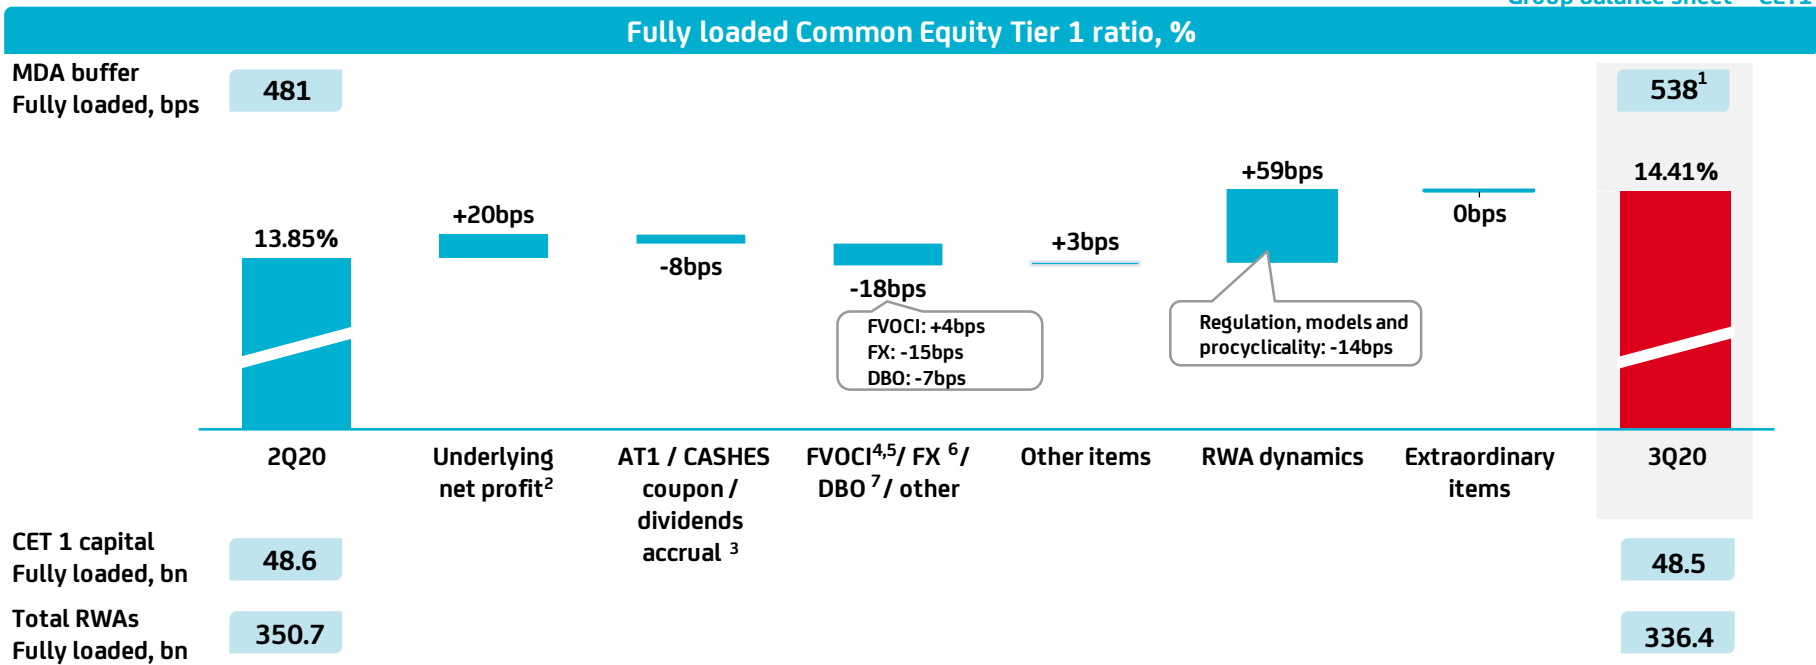 Group balance sheet – CET1
Fully loaded Common Equity Tier 1 ratio, %
MDA buffer
Fully loaded, bps
481
538¹
13.85%
+20bps
-8bps
-18bps
FVOCI: +4bps
FX: -15bps
DBO: -7bps
+3bps
+59bps
Regulation, models and
procyclicality: -14bps
0bps
14.41%
2Q20
Underlying
net profit²
AT1 / CASHES
coupon /
dividends
accrual ³
FVOCI⁴,⁵/ FX ⁶/
DBO ⁷/ other
Other items
RWA dynamics
Extraordinary
items
3Q20
CET 1 capital
Fully loaded, bn
48.6
48.5
Total RWAs
Fully loaded, bn
350.7
336.4